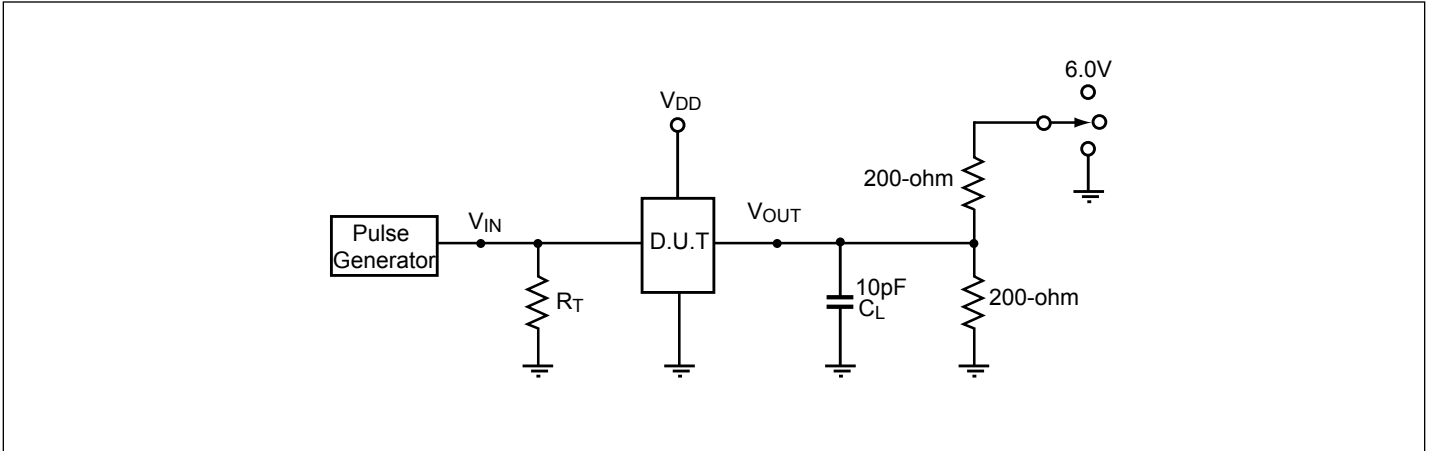 6.0V
VDD
200-ohm
VIN
VOUT
Pulse
Generator
D.U.T
10pF
CL
200-ohm
RT